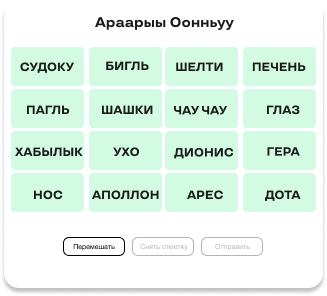 Араарыы Оонньуу
СУДОКУ БИГЛЬ ШЕЛТИ ПЕЧЕНЬ
ПАГЛЬ ШАШКИ ЧАУ ЧАУ ГЛАЗ
ХАБЫЛЫК УХО ДИОНИС ГЕРА
НОС АПОЛЛОН АРЕС ДОТА
Перемешать Снять отметку Отправить